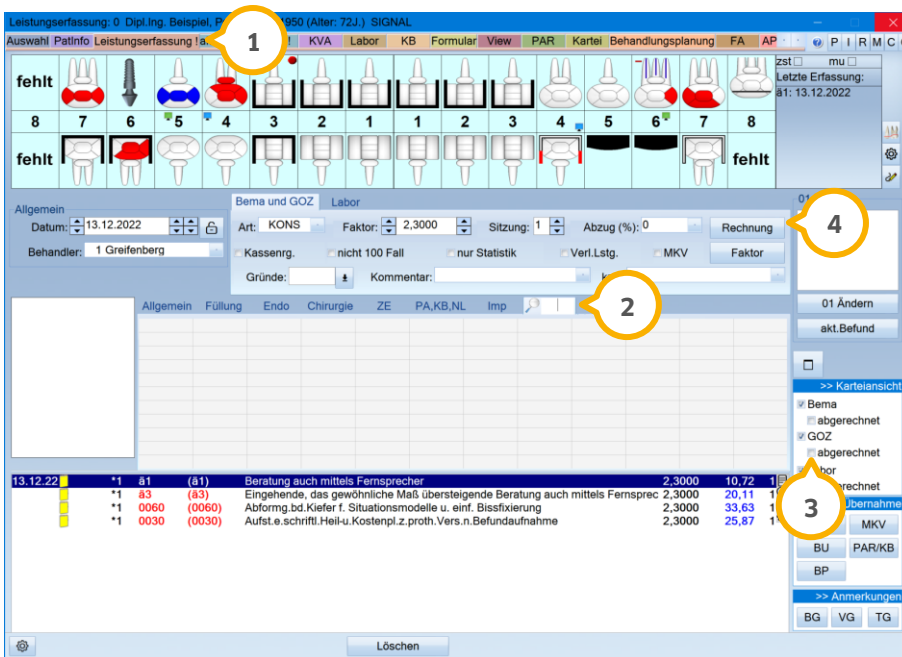 Leistungserfassung: 0 Dipl.Ing. Beispiel, P 1950 (Alter: 72J.) SIGNAL
Auswahl PatInfo Leistungserfassung ! a ! KVA Labor KB Formular View PAR Kartei Behandlungsplanung FA AP P I R M C
1
zst mu
Letzte Erfassung:
ä1: 13.12.2022
fehlt
8 7 6 5 4 3 2 1 1 2 3 4 5 6 7 8
fehlt fehlt
Allgemein
Datum: 13.12.2022
Behandler: 1 Greifenberg
Bema und GOZ Labor
Art: KONS Faktor: 2,3000 Sitzung: 1 Abzug (%): 0 Rechnung
Kassenrg. nicht 100 Fall nur Statistik Verl.Lstg. MKV Faktor
Gründe: Kommentar:
01
4
01 Ändern
akt.Befund
Allgemein Füllung Endo Chirurgie ZE PA,KB,NL Imp
2
>> Karteiansicht
Bema
abgerechnet
GOZ
abgerechnet
3
Übernahme
MKV
BU PAR/KB
BP
>> Anmerkungen
BG VG TG
13.12.22 *1 ä1 (ä1) Beratung auch mittels Fernsprecher 2,3000 10,72 1
*1 ä3 (ä3) Eingehende, das gewöhnliche Maß übersteigende Beratung auch mittels Fernsprec 2,3000 20,11 1
*1 0060 (0060) Abformg.bd.Kiefer f. Situationsmodelle u. einf. Bissfixierung 2,3000 33,63 1
*1 0030 (0030) Aufst.e.schriftl.Heil-u.Kostenpl.z.proth.Vers.n.Befundaufnahme 2,3000 25,87 1
Löschen